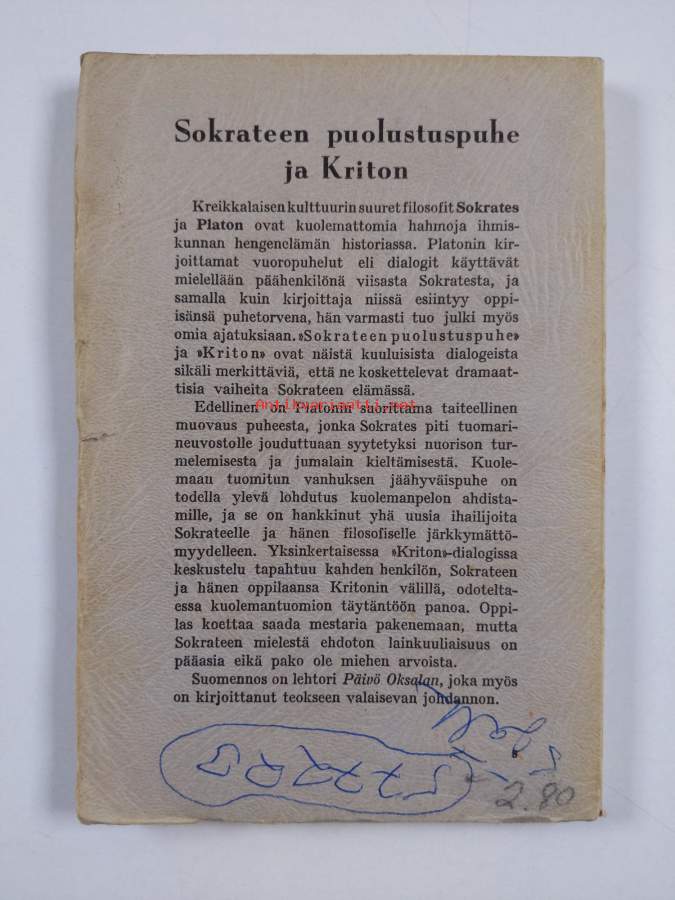 Sokrateen puolustuspuhe
ja Kriton
Kreikkalaisen kulttuurin suuret filosofit Sokrates
ja Platon ovat kuolemattomia hahmoja ihmis-
kunnan hengenelämän historiassa. Platonin kir-
joittamat vuoropuhelut eli dialogit käyttävät
mielellään päähenkilönä viisasta Sokratesta, ja
samalla kuin kirjoittaja niissä esiintyy oppi-
isänsä puhetorvena, hän varmasti tuo julki myös
omia ajatuksiaan. »Sokrateen puolustuspuhe»
ja »Kriton» ovat näistä kuuluisista dialogeista
sikäli merkittäviä, että ne koskettelevat dramaat-
tisia vaiheita Sokrateen elämässä.
Edellinen on Platonin suorittama taiteellinen
Antikvariaatti.net
muovaus puheesta, jonka Sokrates piti tuomari-
neuvostolle jouduttuaan syytetyksi nuorison tur-
melemisesta ja jumalain kieltämisestä. Kuole-
maan tuomitun vanhuksen jäähyväispuhe on
todella ylevä lohdutus kuolemanpelon ahdista-
mille, ja se on hankkinut yhä uusia ihailijoita
Sokrateelle ja hänen filosofiselle järkkymättö-
myydelleen. Yksinkertaisessa »Kriton»-dialogissa
keskustelu tapahtuu kahden henkilön, Sokrateen
ja hänen oppilaansa Kritonin välillä, odotelta-
essa kuolemantuomion täytäntöön panoa. Oppi-
las koettaa saada mestaria pakenemaan, mutta
Sokrateen mielestä ehdoton lainkuuliaisuus on
pääasia eikä pako ole miehen arvoista.
Suomennos on lehtori Päivö Oksalan, joka myös
on kirjoittanut teokseen valaisevan johdannon.
2.80